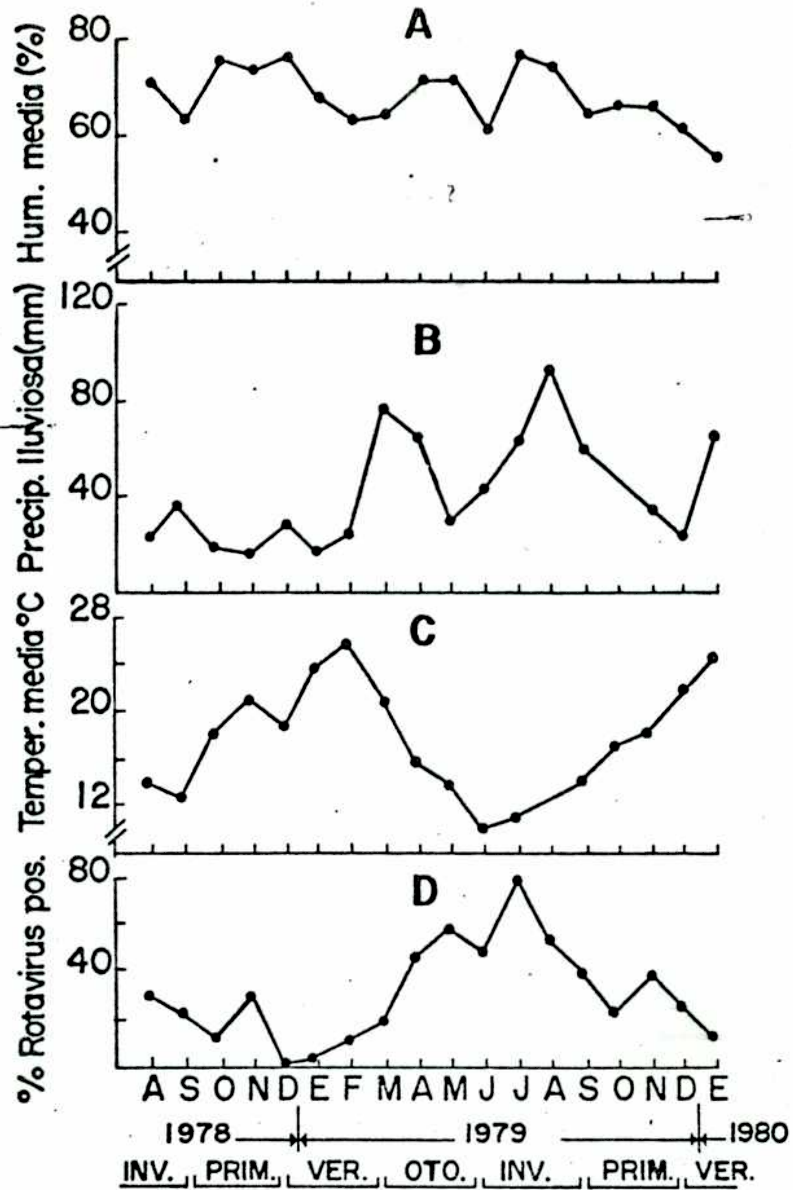 A
Hum. media (%)
80
60
40
B
Precip. lluviosa(mm)
120
80
40
C
Temper. media °C
28
20
12
D
% Rotavirus pos.
80
40
A S O N D E F M A M J J A S O N D E
1978 1979 1980
INV. PRIM. VER. OTO. INV. PRIM. VER.